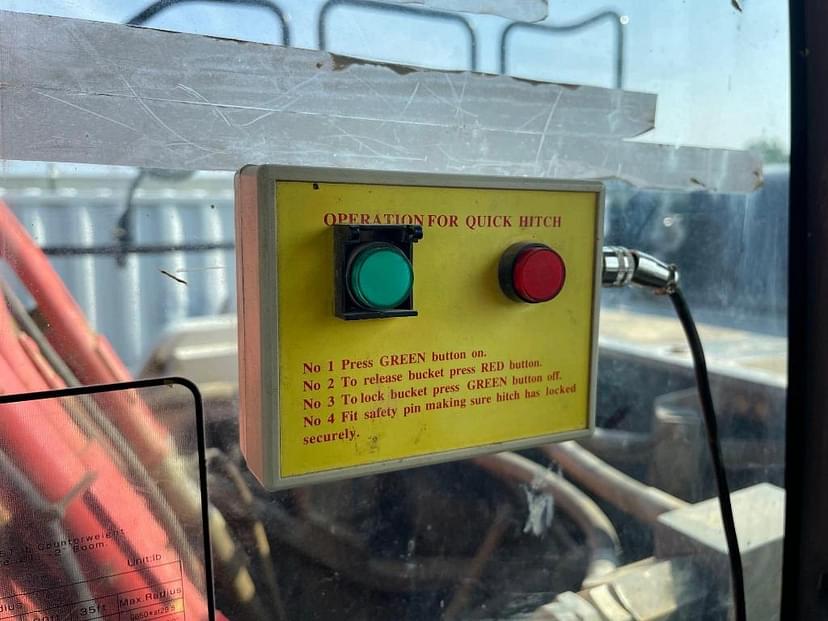 OPERATION FOR QUICK HITCH
No 1 Press GREEN button on.
No 2 To release bucket press RED button.
No 3 To lock bucket press GREEN button off.
No 4 Fit safety pin making sure hitch has locked
securely.
Counterweight
Boom.
Unit:lb
35ft Max.Radius